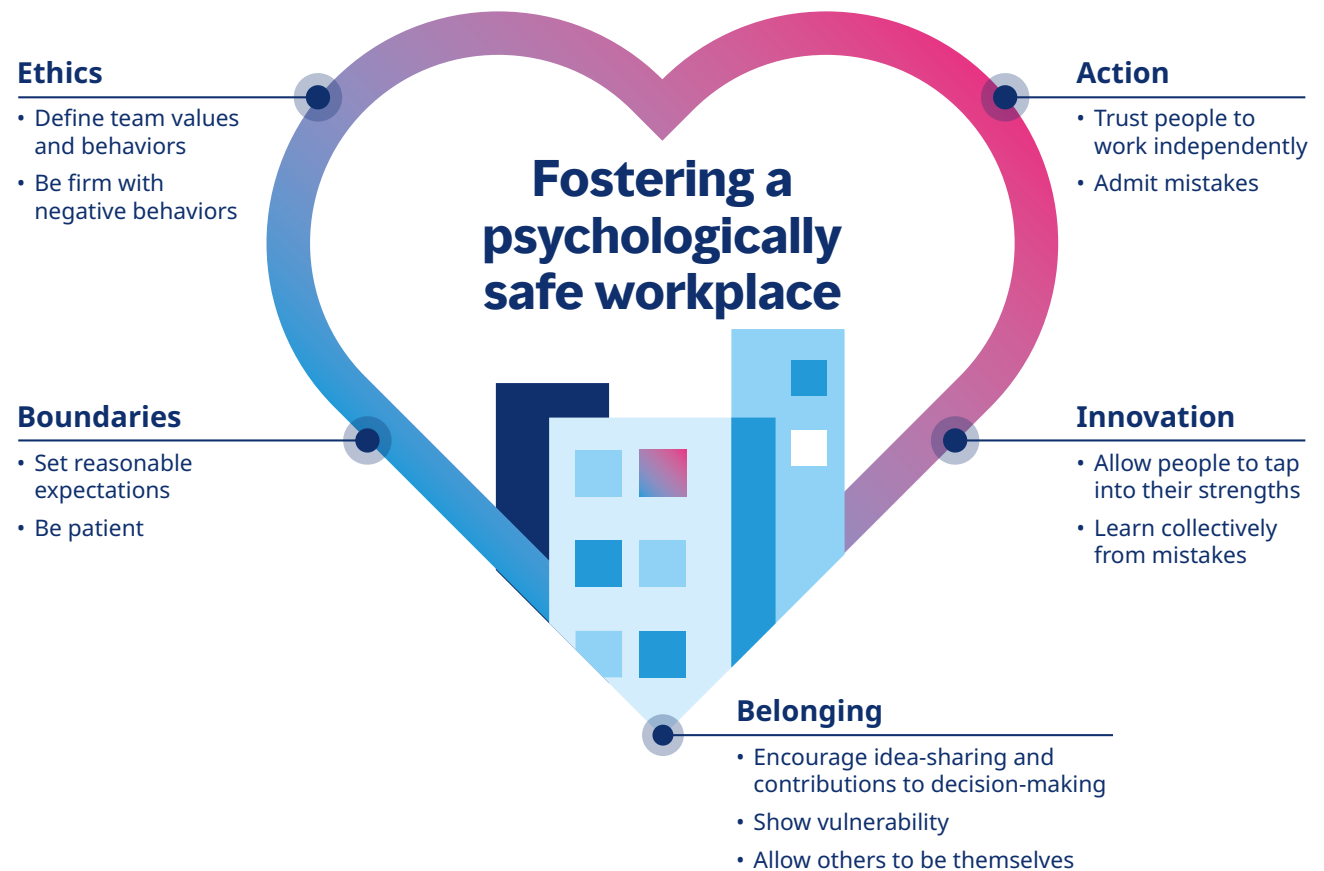 Fostering a
psychologically
safe workplace
Ethics
• Define team values
and behaviors
• Be firm with
negative behaviors
Boundaries
• Set reasonable
expectations
• Be patient
Action
• Trust people to
work independently
• Admit mistakes
Innovation
• Allow people to tap
into their strengths
• Learn collectively
from mistakes
Belonging
• Encourage idea-sharing and
contributions to decision-making
• Show vulnerability
• Allow others to be themselves